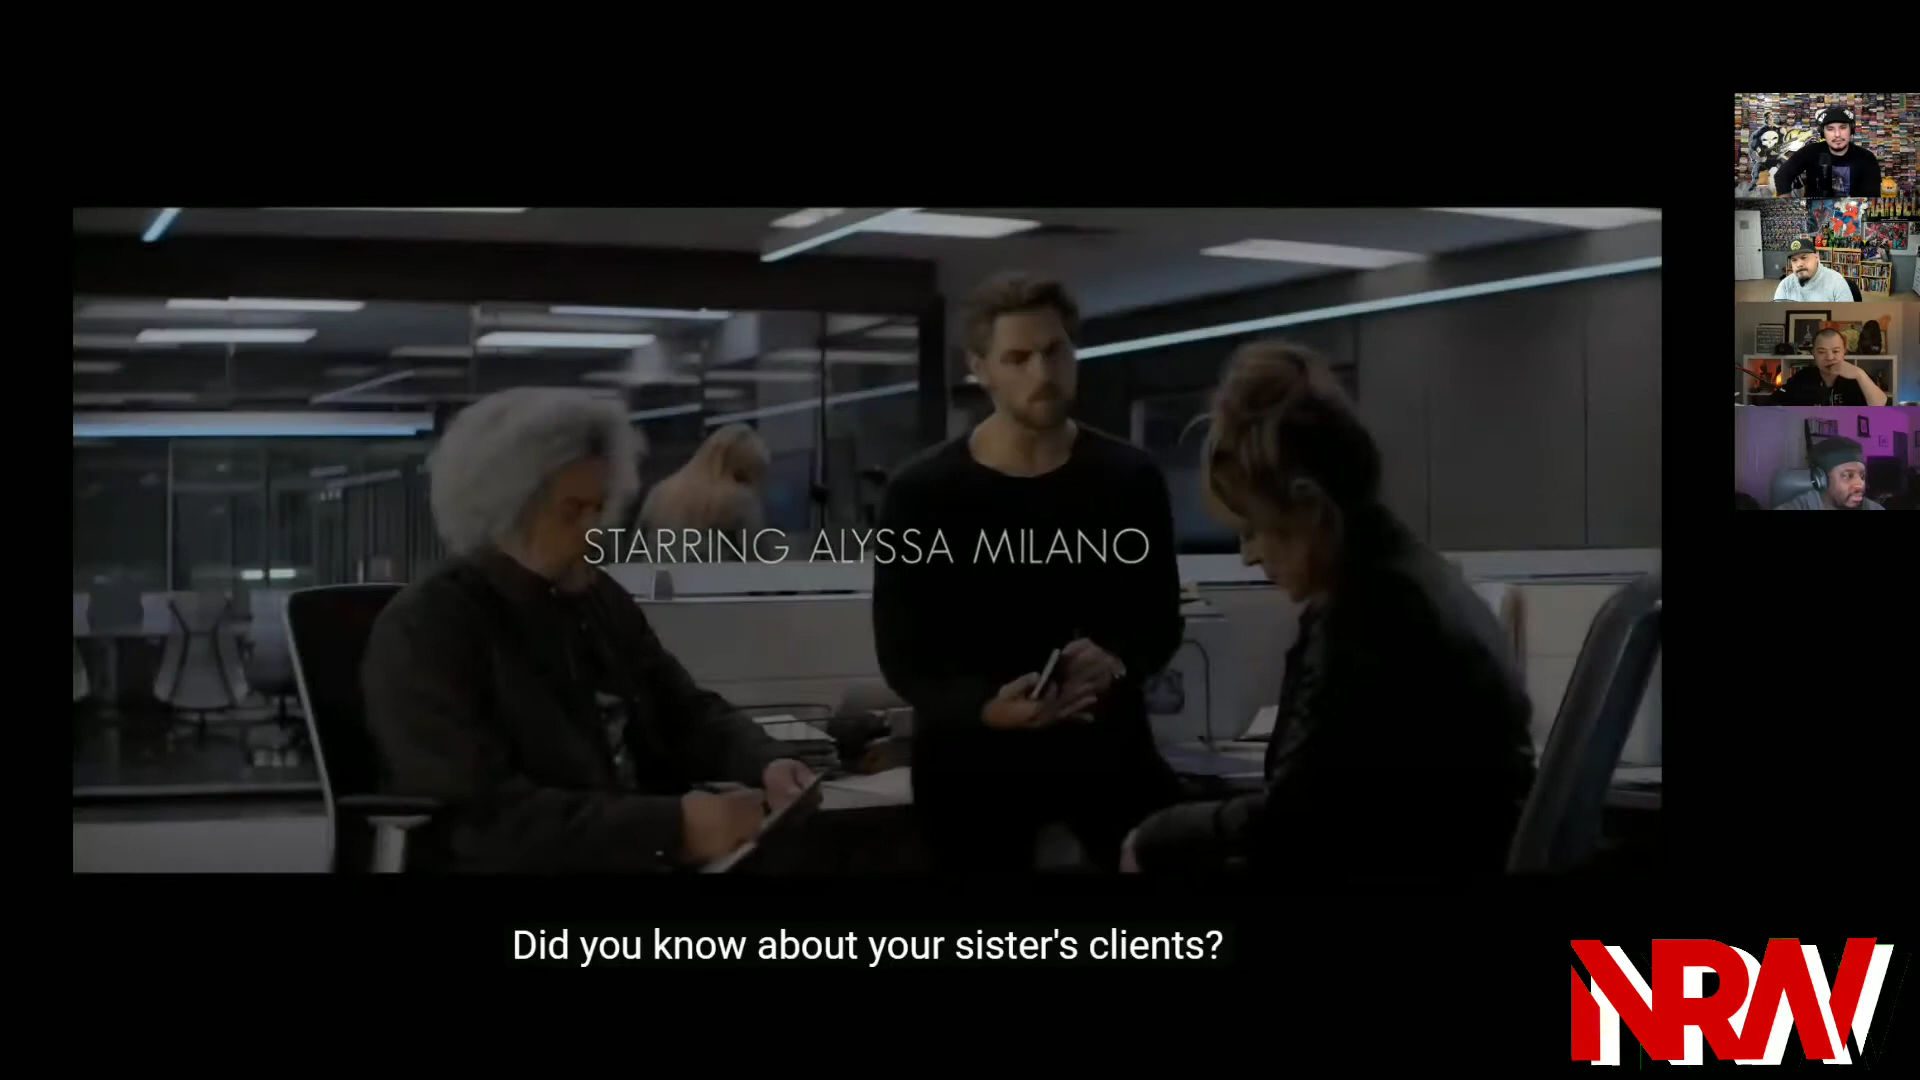 STARRING ALYSSA MILANO
Did you know about your sister's clients?
NRW